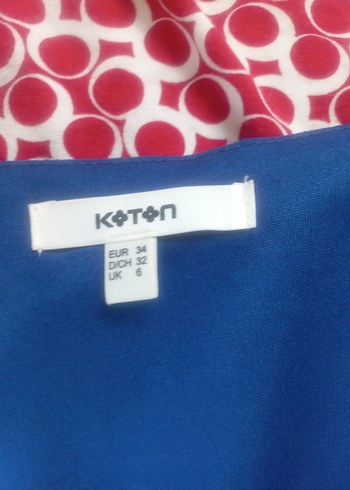 KOTON
EUR 34
D/CH 32
UK 6